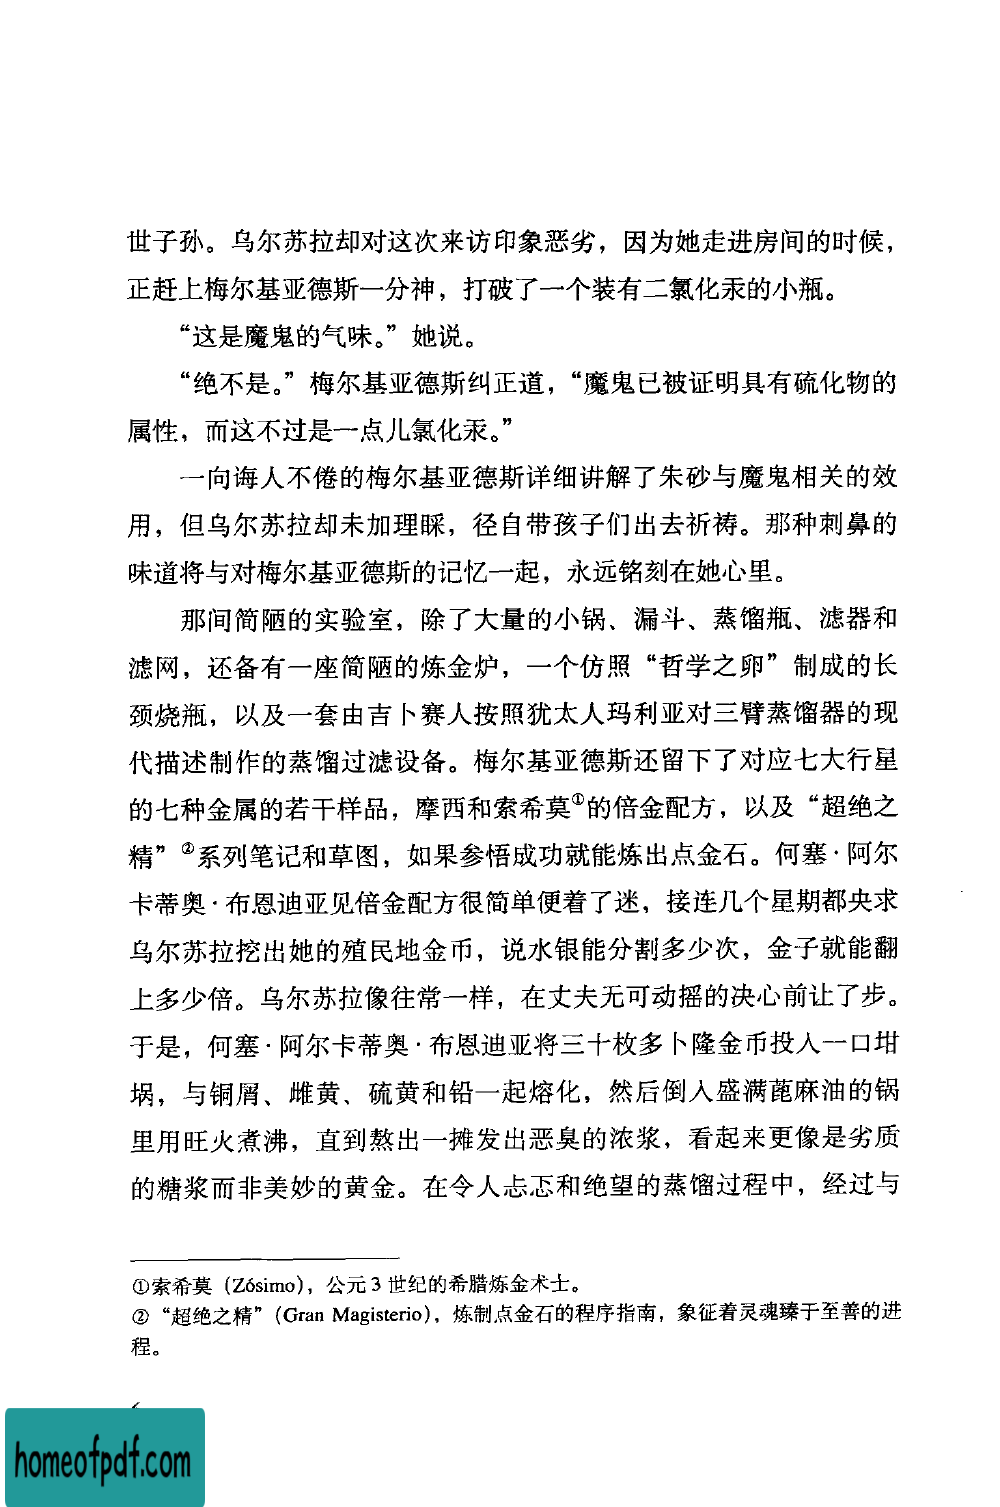 世子孙。乌尔苏拉却对这次来访印象恶劣，因为她走进房间的时候，
正赶上梅尔基亚德斯一分神，打破了一个装有二氯化汞的小瓶。
“这是魔鬼的气味。”她说。
“绝不是。”梅尔基亚德斯纠正道，“魔鬼已被证明具有硫化物的
属性，而这不过是一点儿氯化汞。”
一向诲人不倦的梅尔基亚德斯详细讲解了朱砂与魔鬼相关的效
用，但乌尔苏拉却未加理睬，径自带孩子们出去祈祷。那种刺鼻的
味道将与对梅尔基亚德斯的记忆一起，永远铭刻在她心里。
那间简陋的实验室，除了大量的小锅、漏斗、蒸馏瓶、滤器和
滤网，还备有一座简陋的炼金炉，一个仿照“哲学之卵”制成的长
颈烧瓶，以及一套由吉卜赛人按照犹太人玛利亚对三臂蒸馏器的现
代描述制作的蒸馏过滤设备。梅尔基亚德斯还留下了对应七大行星
的七种金属的若干样品，摩西和索希莫①的倍金配方，以及“超绝之
精”②系列笔记和草图，如果参悟成功就能炼出点金石。何塞·阿尔
卡蒂奥·布恩迪亚见倍金配方很简单便着了迷，接连几个星期都央求
乌尔苏拉挖出她的殖民地金币，说水银能分割多少次，金子就能翻
上多少倍。乌尔苏拉像往常一样，在丈夫无可动摇的决心前让了步。
于是，何塞·阿尔卡蒂奥·布恩迪亚将三十枚多卜隆金币投入一口坩
埚，与铜屑、雌黄、硫黄和铅一起熔化，然后倒入盛满蓖麻油的锅
里用旺火煮沸，直到熬出一摊发出恶臭的浓浆，看起来更像是劣质
的糖浆而非美妙的黄金。在令人忐忑和绝望的蒸馏过程中，经过与
①索希莫（Zósimo），公元3世纪的希腊炼金术士。
②“超绝之精”（Gran Magisterio），炼制点金石的程序指南，象征着灵魂臻于至善的进
程。
homeofpdf.com